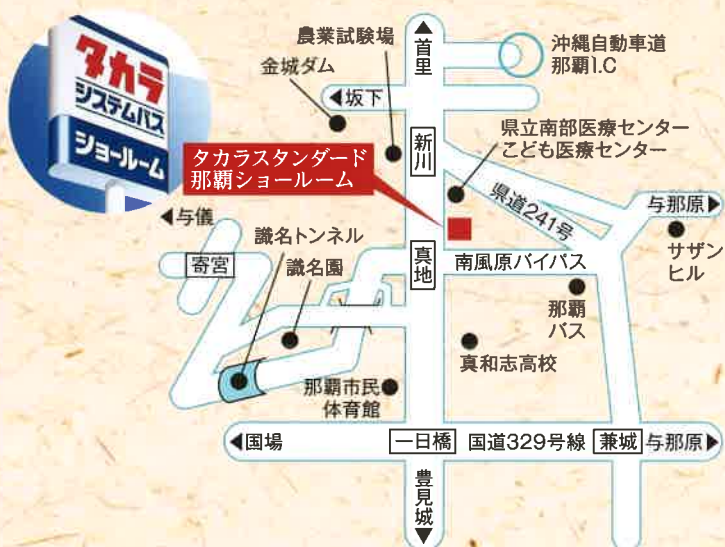 タカラ
システムバス
ショールーム
農業試験場
金城ダム
▲
首里
沖縄自動車道
那覇I.C
◀坂下
新川
県立南部医療センター
こども医療センター
タカラスタンダード
那覇ショールーム
県道241号
与那原▶
◀与儀
識名トンネル
寄宮
識名園
真地
南風原バイパス
サザン
ヒル
那覇
バス
真和志高校
那覇市民
体育館
◀国場
一日橋
国道329号線
兼城
与那原▶
豊見城
▼